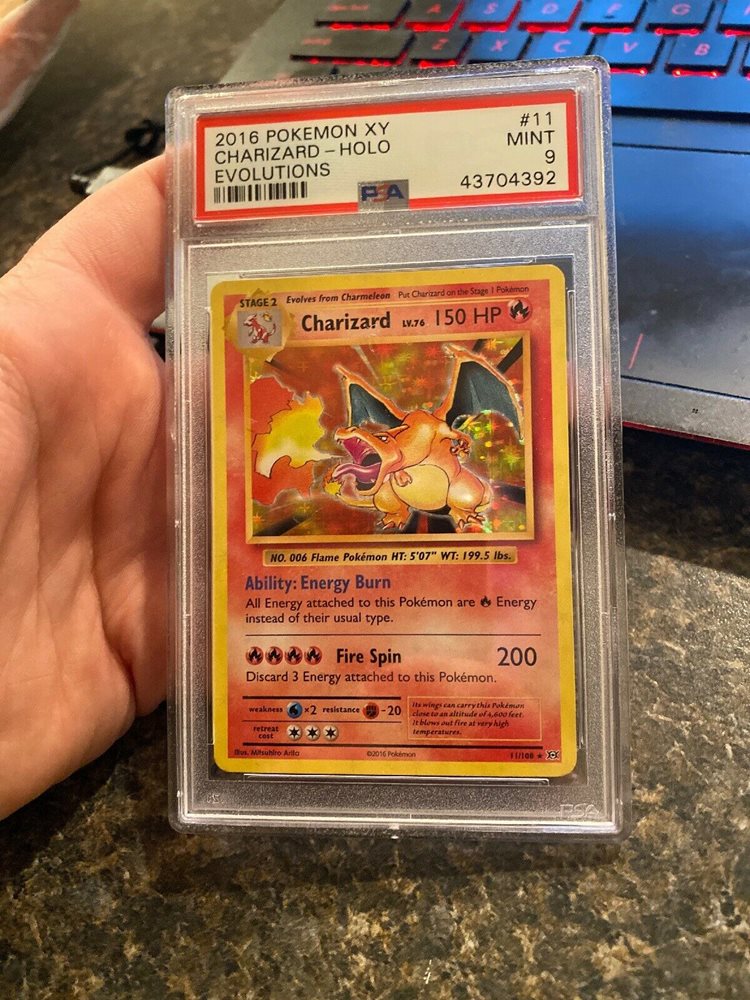 A S D F G
Z X C V B
2016 POKEMON XY #11
CHARIZARD - HOLO MINT
EVOLUTIONS 9
PSA 43704392
STAGE 2 Evolves from Charmeleon Put Charizard on the Stage 1 Pokémon
Charizard LV.76 150 HP
NO. 006 Flame Pokémon HT: 5'07" WT: 199.5 lbs.
Ability: Energy Burn
All Energy attached to this Pokémon are Energy
instead of their usual type.
Fire Spin 200
Discard 3 Energy attached to this Pokémon.
weakness ×2 resistance -20
retreat
cost
Its wings can carry this Pokémon
close to an altitude of 4,600 feet.
It blows out fire at very high
temperatures.
Illus. Mitsuhiro Arita ©2016 Pokémon 11/108 ★
PSA